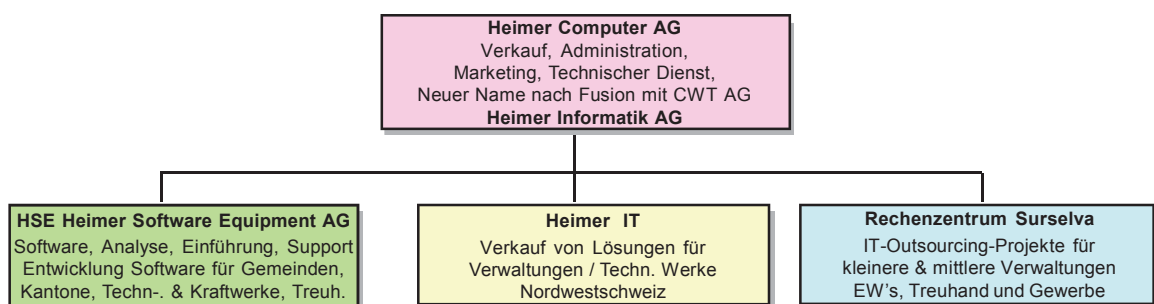 Heimer Computer AG
Verkauf, Administration,
Marketing, Technischer Dienst,
Neuer Name nach Fusion mit CWT AG
Heimer Informatik AG
HSE Heimer Software Equipment AG
Software, Analyse, Einführung, Support
Entwicklung Software für Gemeinden,
Kantone, Techn-. & Kraftwerke, Treuh.
Heimer IT
Verkauf von Lösungen für
Verwaltungen / Techn. Werke
Nordwestschweiz
Rechenzentrum Surselva
IT-Outsourcing-Projekte für
kleinere & mittlere Verwaltungen
EW's, Treuhand und Gewerbe